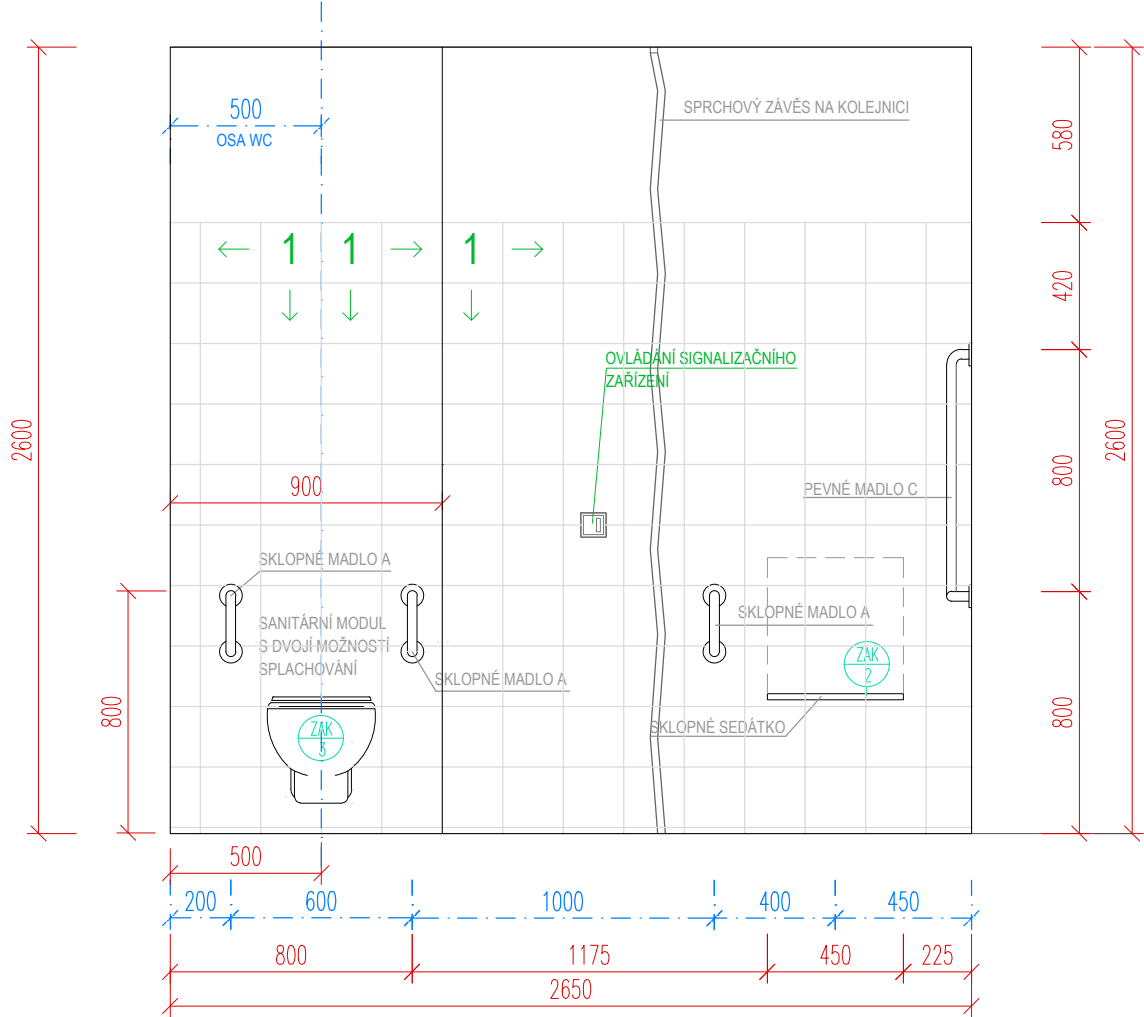 500
OSA WC
SPRCHOVÝ ZÁVĚS NA KOLEJNICI
580
1 1 1
420
OVLÁDÁNÍ SIGNALIZAČNÍHO
ZAŘÍZENÍ
2600
2600
900
800
PEVNÉ MADLO C
SKLOPNÉ MADLO A
SANITÁRNÍ MODUL
S DVOJÍ MOŽNOSTÍ
SPLACHOVÁNÍ
SKLOPNÉ MADLO A
SKLOPNÉ MADLO A
ZAK
2
SKLOPNÉ SEDÁTKO
ZAK
3
800
800
500
200 600 1000 400 450
800 1175 450 225
2650